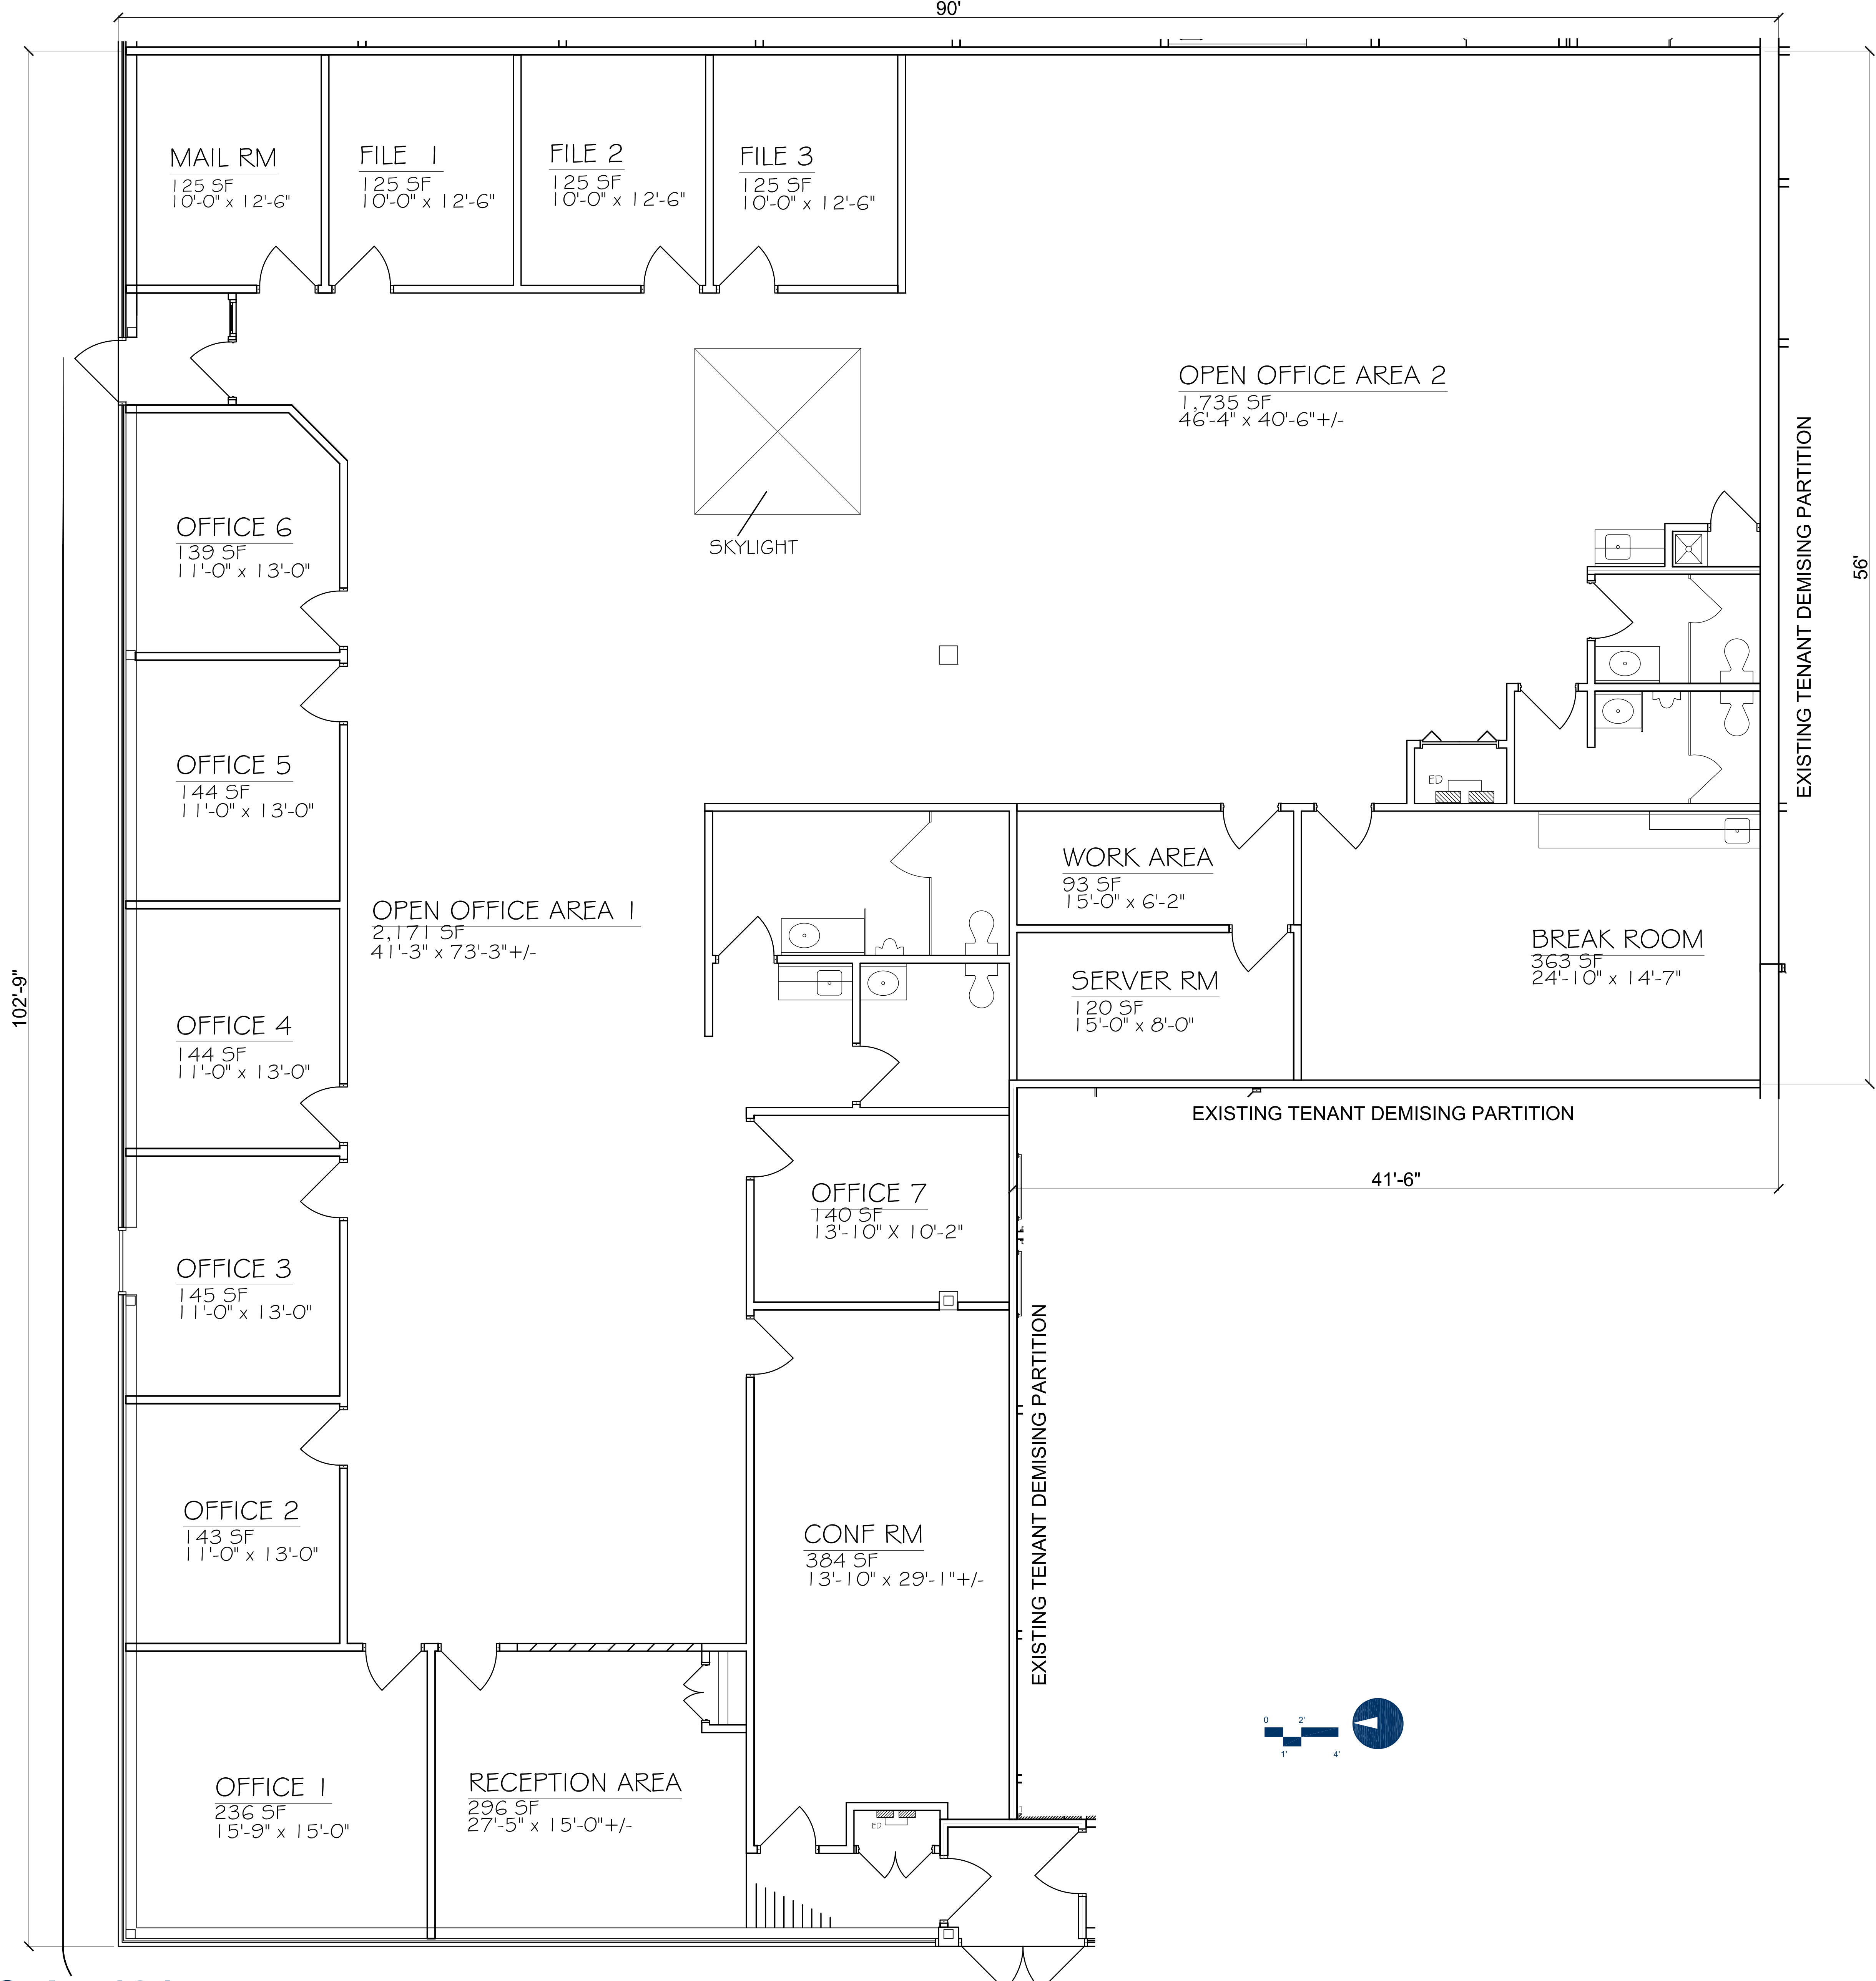 90'
MAIL RM
125 SF
10'-0" x 12'-6"
FILE 1
125 SF
10'-0" x 12'-6"
FILE 2
125 SF
10'-0" x 12'-6"
FILE 3
125 SF
10'-0" x 12'-6"
OPEN OFFICE AREA 2
1,735 SF
46'-4" x 40'-6"+/-
SKYLIGHT
OFFICE 6
139 SF
11'-0" x 13'-0"
EXISTING TENANT DEMISING PARTITION
56'
OFFICE 5
144 SF
11'-0" x 13'-0"
ED
OPEN OFFICE AREA 1
2,171 SF
41'-3" x 73'-3"+/-
WORK AREA
93 SF
15'-0" x 6'-2"
BREAK ROOM
363 SF
24'-10" x 14'-7"
SERVER RM
120 SF
15'-0" x 8'-0"
102'-9"
OFFICE 4
144 SF
11'-0" x 13'-0"
EXISTING TENANT DEMISING PARTITION
41'-6"
OFFICE 7
140 SF
13'-10" X 10'-2"
OFFICE 3
145 SF
11'-0" x 13'-0"
EXISTING TENANT DEMISING PARTITION
OFFICE 2
143 SF
11'-0" x 13'-0"
CONF RM
384 SF
13'-10" x 29'-1"+/-
0 2'
1' 4'
OFFICE 1
236 SF
15'-9" x 15'-0"
RECEPTION AREA
296 SF
27'-5" x 15'-0"+/-
ED